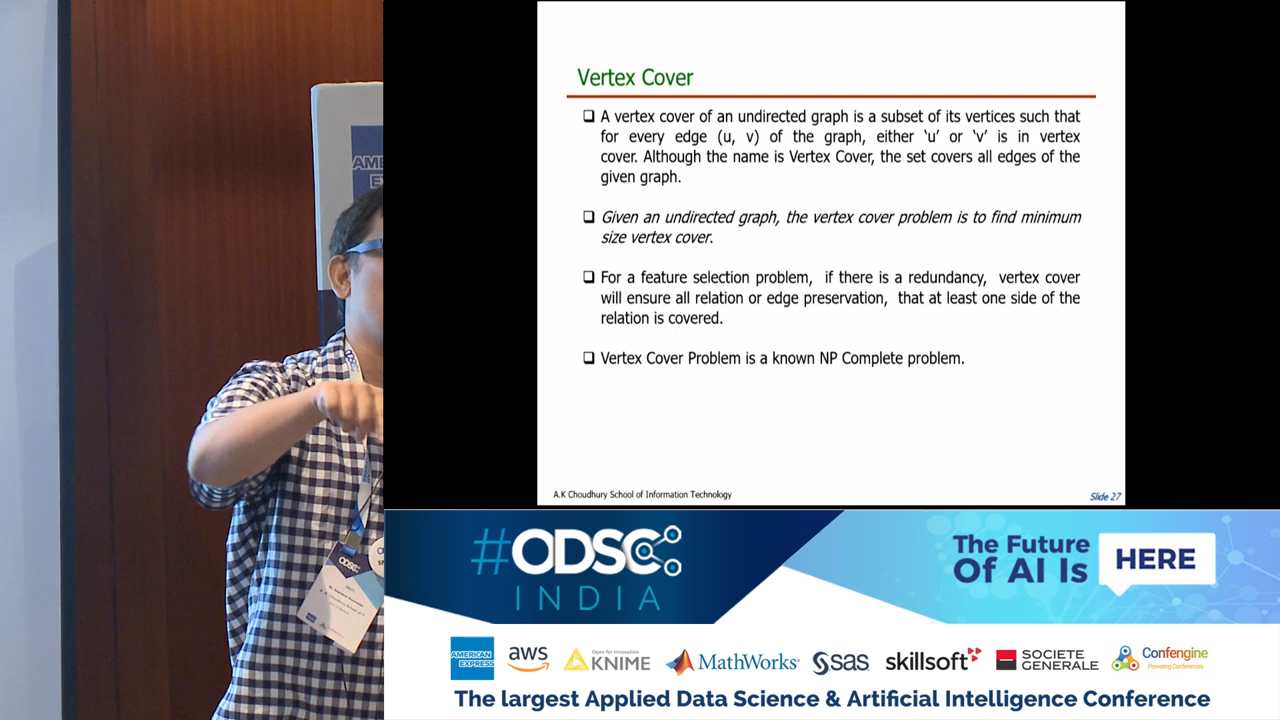 Vertex Cover
❑ A vertex cover of an undirected graph is a subset of its vertices such that
for every edge (u, v) of the graph, either ‘u’ or ‘v’ is in vertex
cover. Although the name is Vertex Cover, the set covers all edges of the
given graph.
❑ Given an undirected graph, the vertex cover problem is to find minimum
size vertex cover.
❑ For a feature selection problem, if there is a redundancy, vertex cover
will ensure all relation or edge preservation, that at least one side of the
relation is covered.
❑ Vertex Cover Problem is a known NP Complete problem.
A.K Choudhury School of Information Technology
Slide 27
ODSC
#ODSC
INDIA
The Future
Of AI Is
HERE
AMERICAN
EXPRESS
aws
Open for Innovation
KNIME
MathWorks
sas
skillsoft
SOCIETE
GENERALE
Confengine
Powering Conferences
The largest Applied Data Science & Artificial Intelligence Conference